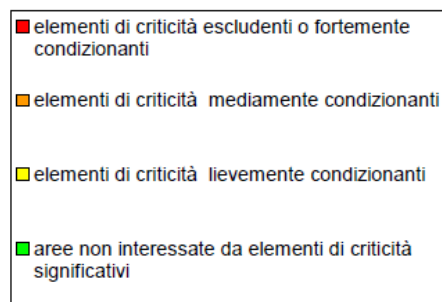 elementi di criticità escludenti o fortemente
condizionanti
elementi di criticità mediamente condizionanti
elementi di criticità lievemente condizionanti
aree non interessate da elementi di criticità
significativi